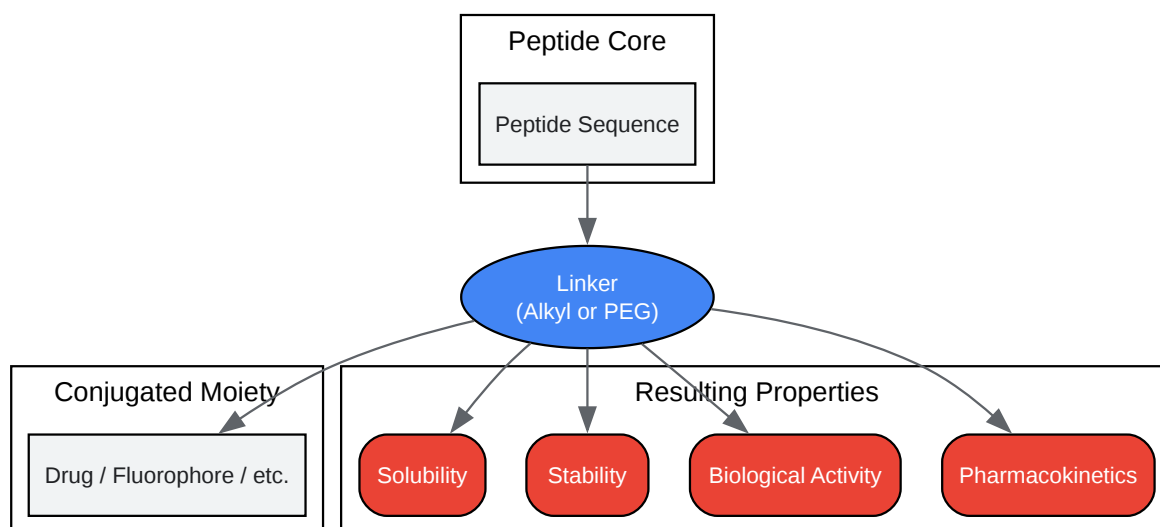 Peptide Core
Peptide Sequence
Linker
(Alkyl or PEG)
Conjugated Moiety
Resulting Properties
Drug / Fluorophore / etc.
Solubility
Stability
Biological Activity
Pharmacokinetics